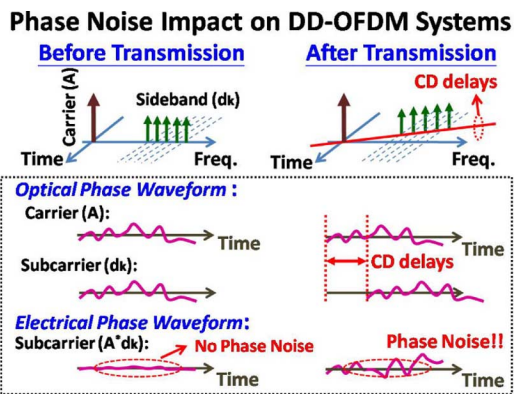 Phase Noise Impact on DD-OFDM Systems
Before Transmission
After Transmission
Carrier (A)
Sideband (dk)
Time
Freq.
CD delays
Time
Freq.
Optical Phase Waveform :
Carrier (A):
Time
Time
Subcarrier (dk):
Time
CD delays
Electrical Phase Waveform:
Subcarrier (A*dk):
No Phase Noise
Time
Phase Noise!!
Time